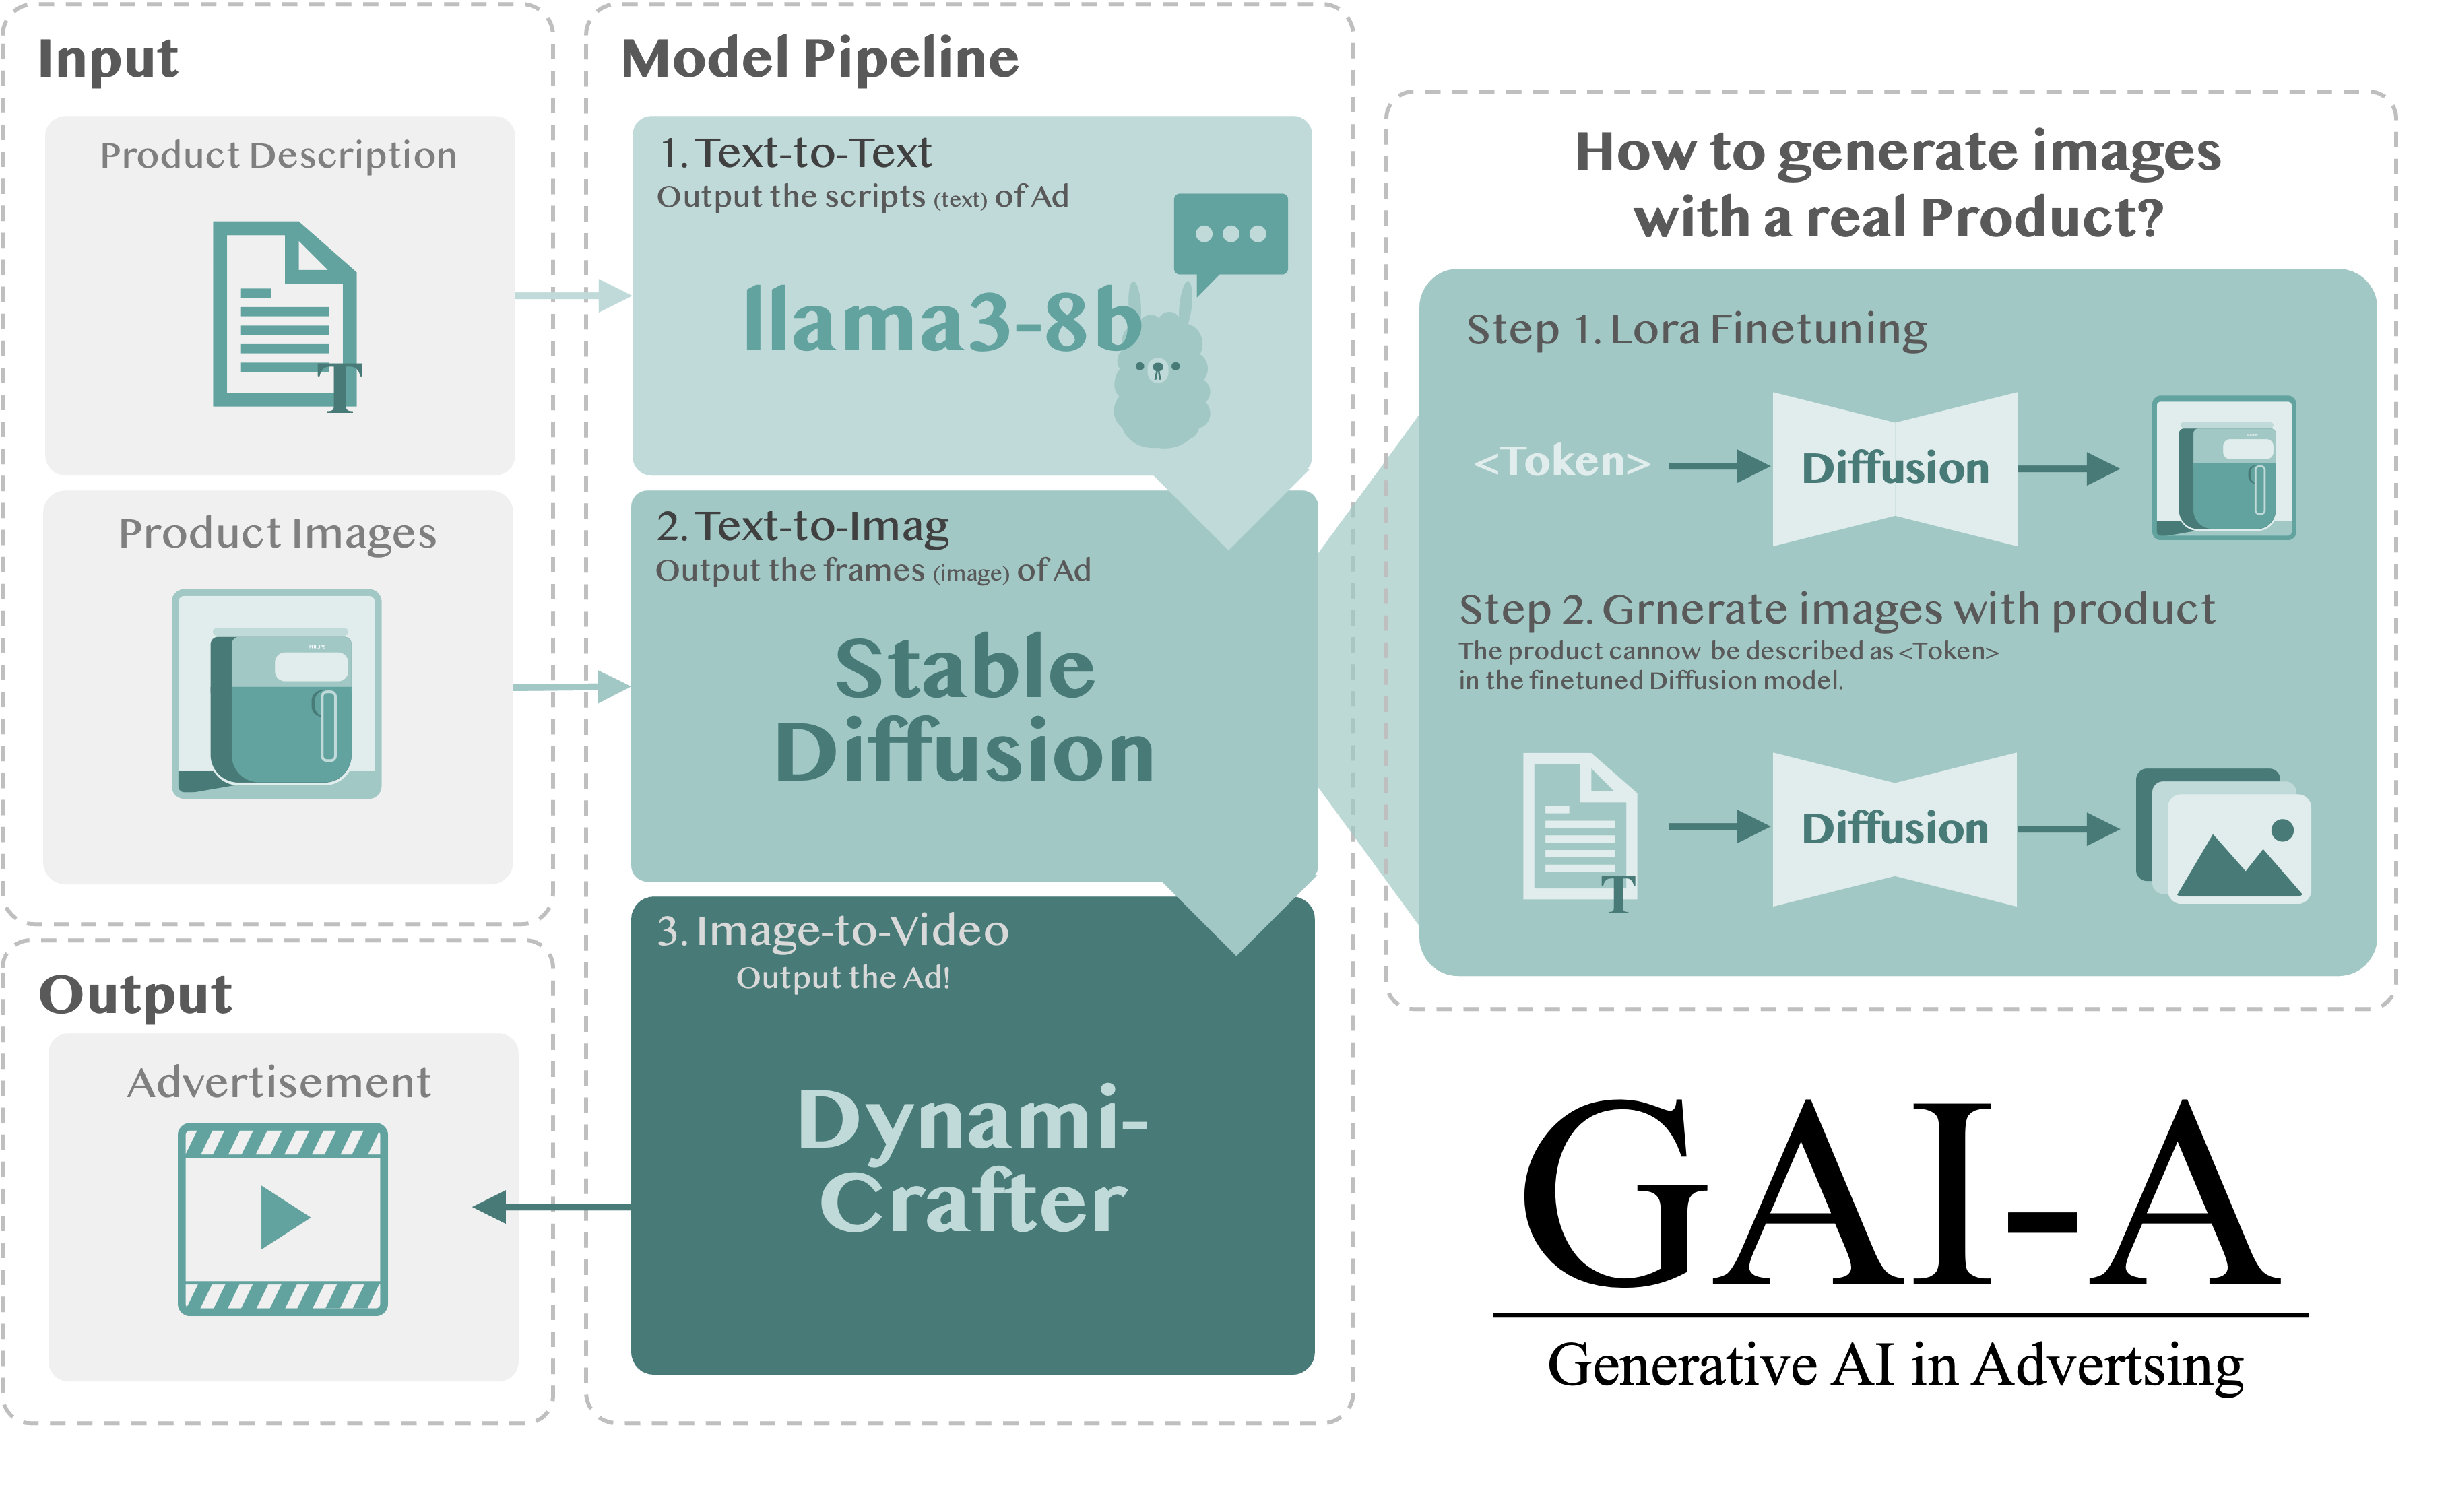 Input
Product Description
T
Product Images
Output
Advertisement
Model Pipeline
1. Text-to-Text
Output the scripts (text) of Ad
llama3-8b
2. Text-to-Imag
Output the frames (image) of Ad
Stable
Diffusion
3. Image-to-Video
Output the Ad!
Dynami-
Crafter
How to generate images
with a real Product?
Step 1. Lora Finetuning
<Token>
Diffusion
Step 2. Grnerate images with product
The product cannow be described as <Token>
in the finetuned Diffusion model.
T
Diffusion
GAI-A
Generative AI in Advertsing